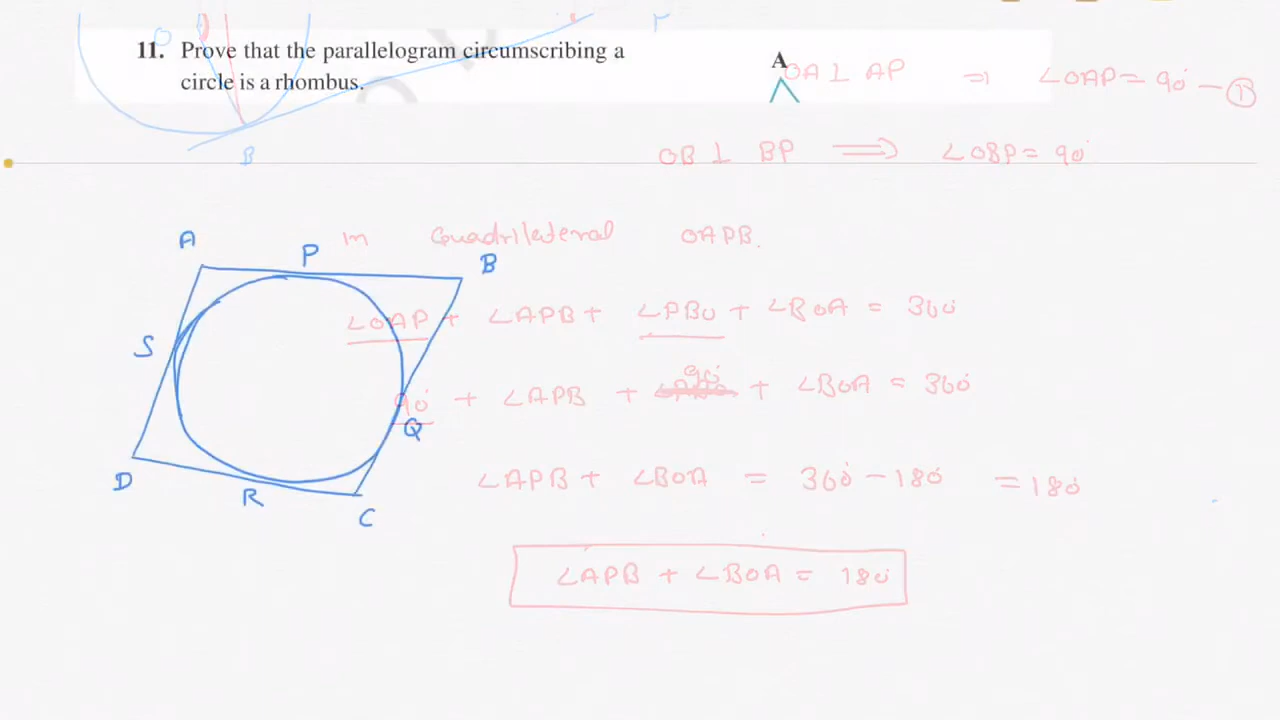 11. Prove that the parallelogram circumscribing a
circle is a rhombus.
A
O
P
B
OA ⊥ AP ⇒ ∠OAP = 90° — ①
OB ⊥ BP ⟹ ∠OBP = 90°
in Quadrilateral OAPB.
∠OAP + ∠APB + ∠PBO + ∠BOA = 360°
90° + ∠APB + 90° + ∠BOA = 360°
∠APB + ∠BOA = 360° - 180° = 180°
∠APB + ∠BOA = 180°
A
P
B
S
Q
D
R
C